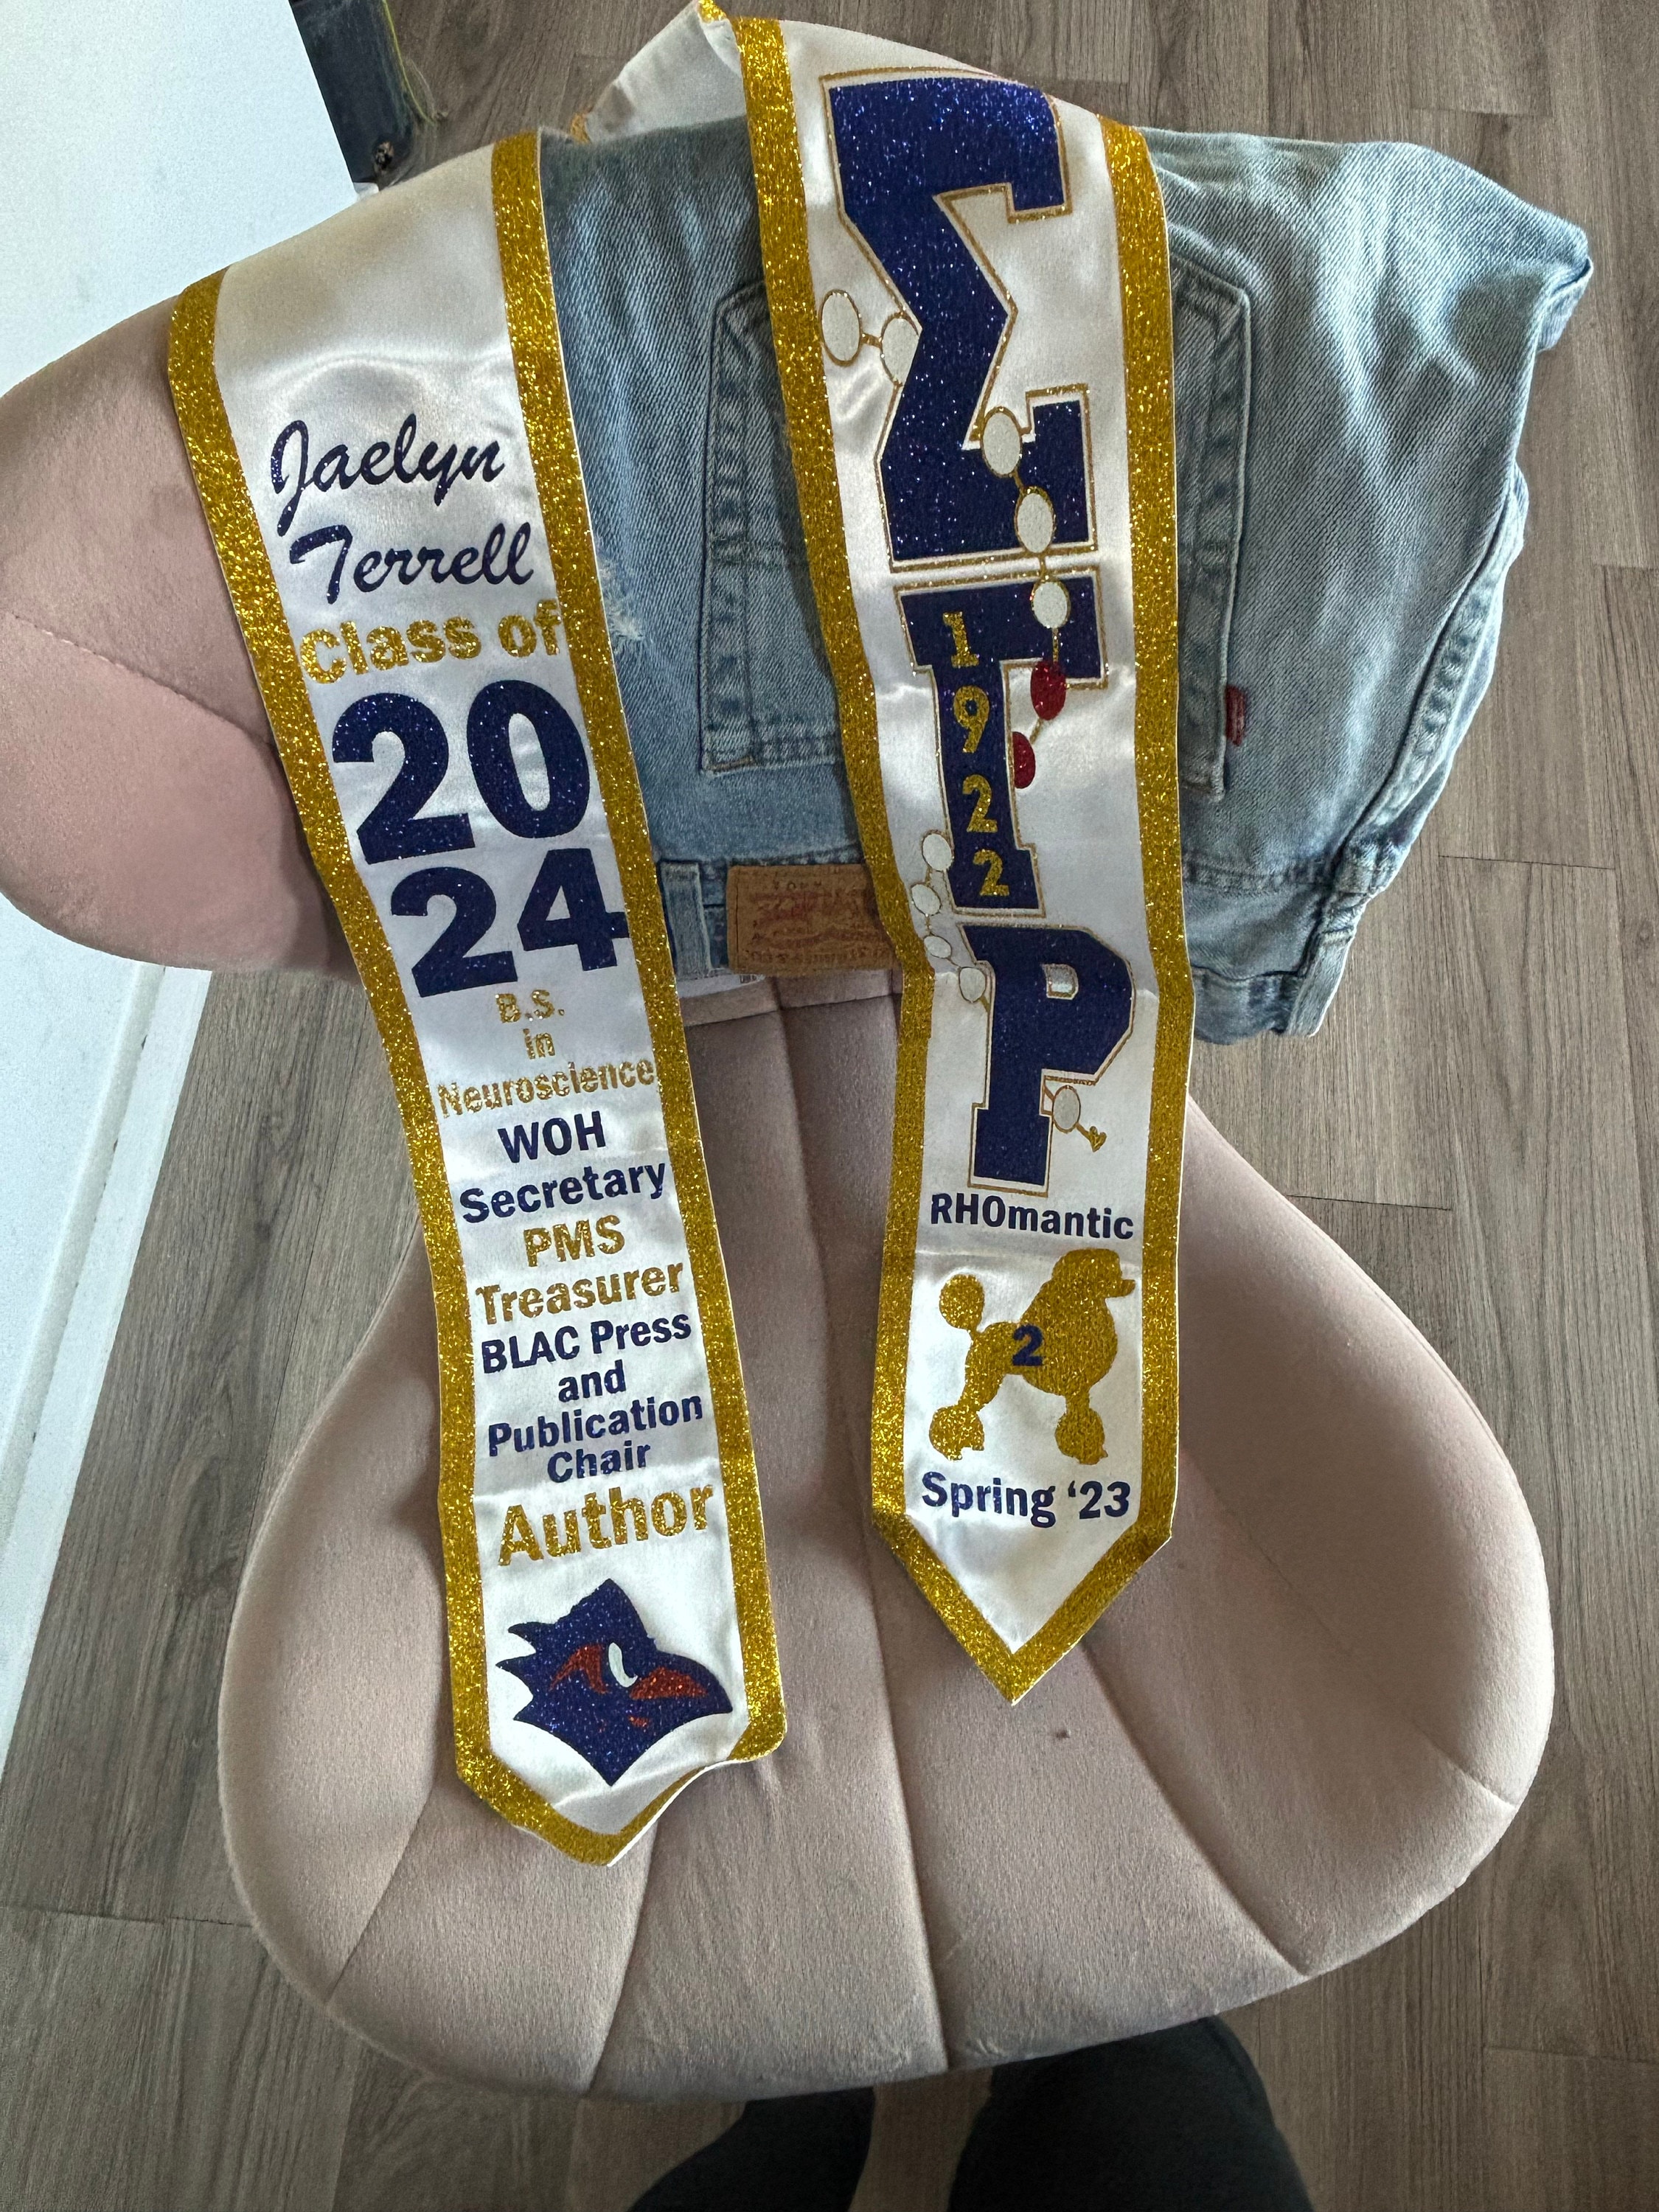 Jaelyn
Terrell
Class of
20
24
B.S.
in
Neuroscience
WOH
Secretary
PMS
Treasurer
BLAC Press
and
Publication
Chair
Author
Σ
Γ
1
9
2
2
Ρ
RHOmantic
2
Spring ‘23